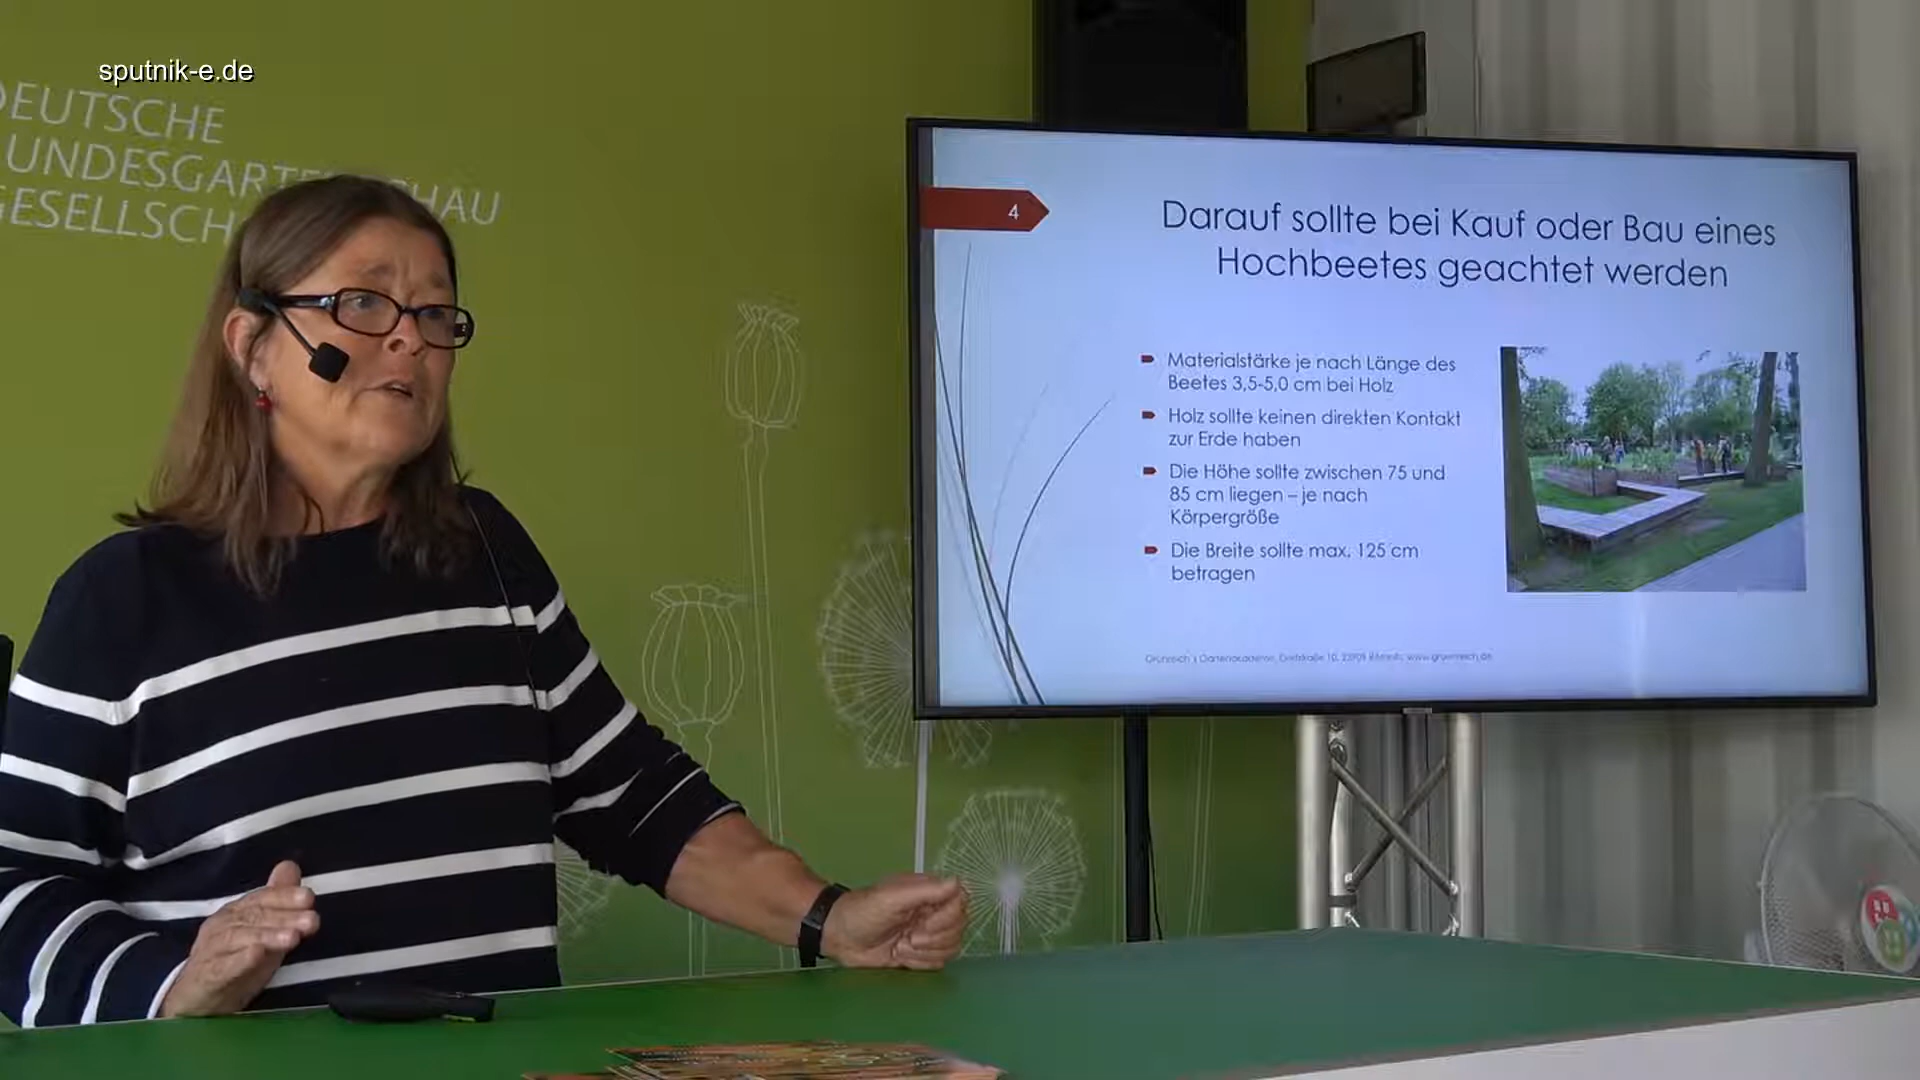 sputnik-e.de
DEUTSCHE
UNDESGART
HAU
GESELLSCH
4
Darauf sollte bei Kauf oder Bau eines
Hochbeetes geachtet werden
Materialstärke je nach Länge des
Beetes 3,5-5,0 cm bei Holz
Holz sollte keinen direkten Kontakt
zur Erde haben
Die Höhe sollte zwischen 75 und
85 cm liegen – je nach
Körpergröße
Die Breite sollte max. 125 cm
betragen